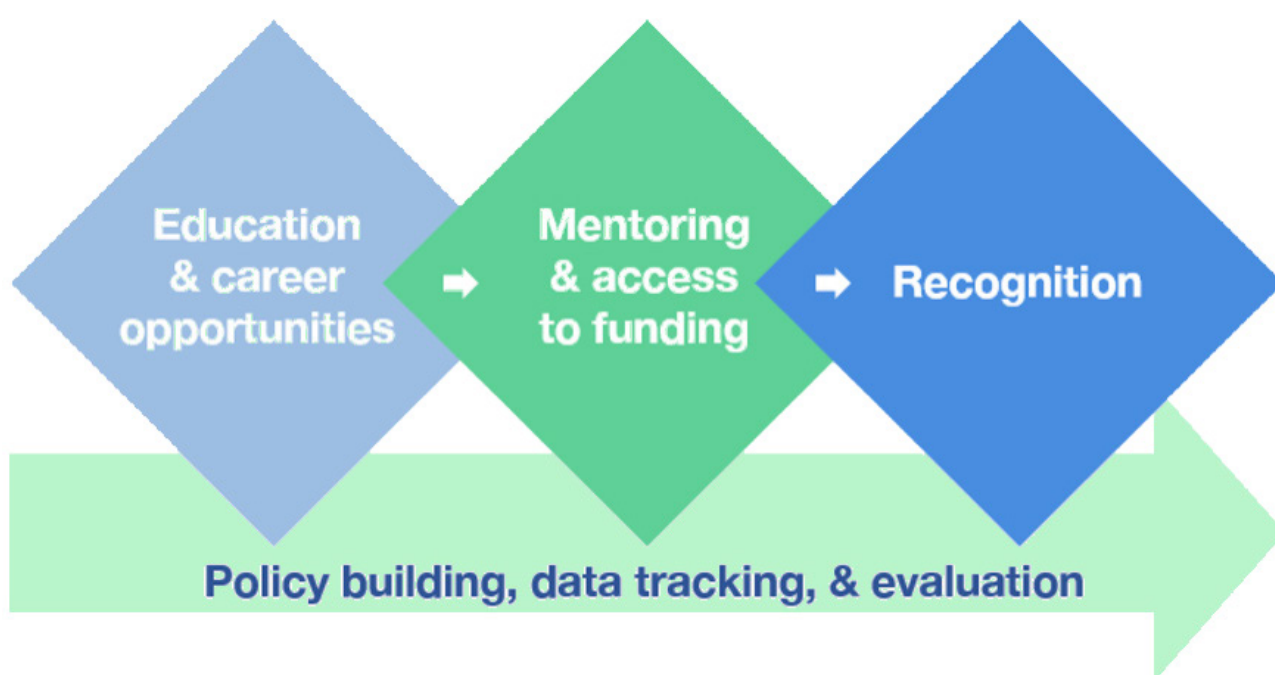 Education
& career
opportunities
Mentoring
& access
to funding
Recognition
Policy building, data tracking, & evaluation